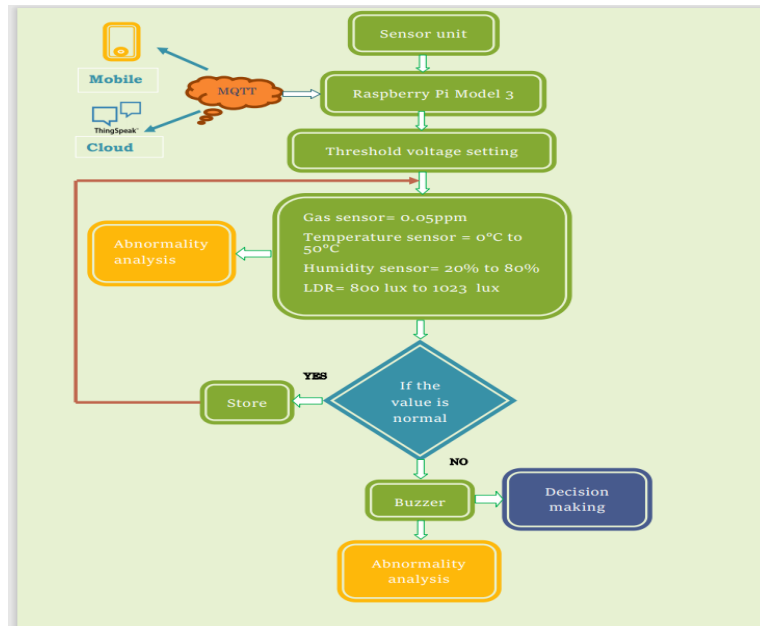 Sensor unit
Mobile
MQTT
Raspberry Pi Model 3
ThingSpeak™
Cloud
Threshold voltage setting
Abnormality
analysis
Gas sensor= 0.05ppm
Temperature sensor = 0°C to
50°C
Humidity sensor= 20% to 80%
LDR= 800 lux to 1023 lux
YES
If the
value is
normal
Store
NO
Buzzer
Decision
making
Abnormality
analysis